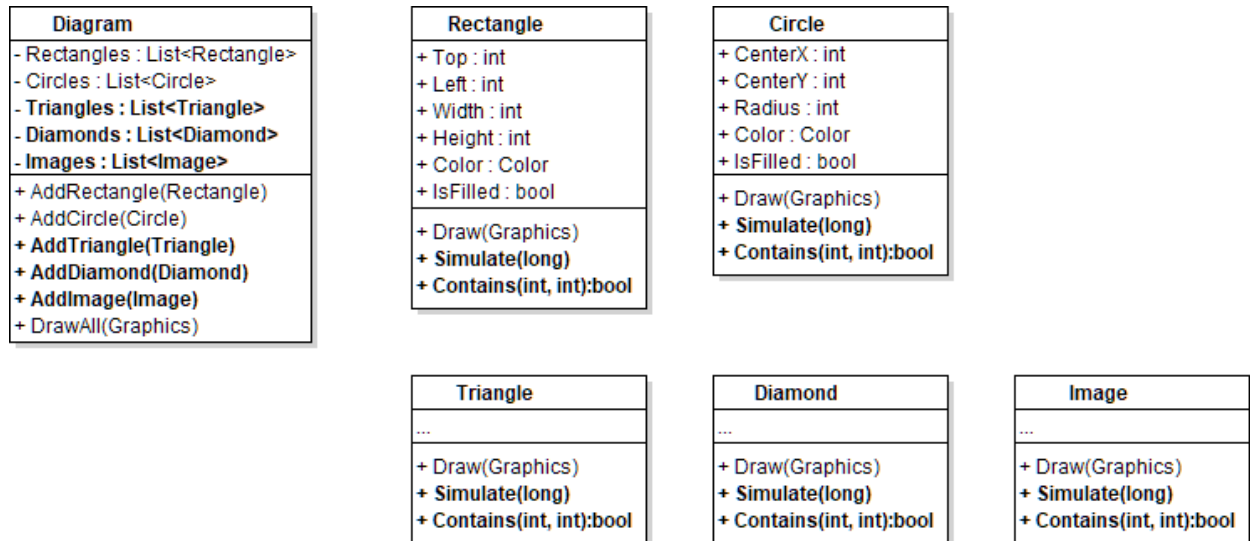 Diagram
- Rectangles : List<Rectangle>
- Circles : List<Circle>
- Triangles : List<Triangle>
- Diamonds : List<Diamond>
- Images : List<Image>
+ AddRectangle(Rectangle)
+ AddCircle(Circle)
+ AddTriangle(Triangle)
+ AddDiamond(Diamond)
+ AddImage(Image)
+ DrawAll(Graphics)
Rectangle
+ Top : int
+ Left : int
+ Width : int
+ Height : int
+ Color : Color
+ IsFilled : bool
+ Draw(Graphics)
+ Simulate(long)
+ Contains(int, int):bool
Circle
+ CenterX : int
+ CenterY : int
+ Radius : int
+ Color : Color
+ IsFilled : bool
+ Draw(Graphics)
+ Simulate(long)
+ Contains(int, int):bool
Triangle
...
+ Draw(Graphics)
+ Simulate(long)
+ Contains(int, int):bool
Diamond
...
+ Draw(Graphics)
+ Simulate(long)
+ Contains(int, int):bool
Image
...
+ Draw(Graphics)
+ Simulate(long)
+ Contains(int, int):bool